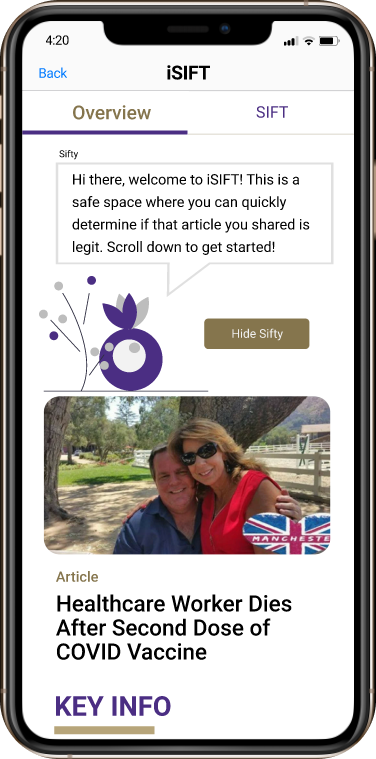 4:20
Back
iSIFT
Overview
SIFT
Sifty
Hi there, welcome to iSIFT! This is a
safe space where you can quickly
determine if that article you shared is
legit. Scroll down to get started!
Hide Sifty
MANCHESTE
Article
Healthcare Worker Dies
After Second Dose of
COVID Vaccine
KEY INFO